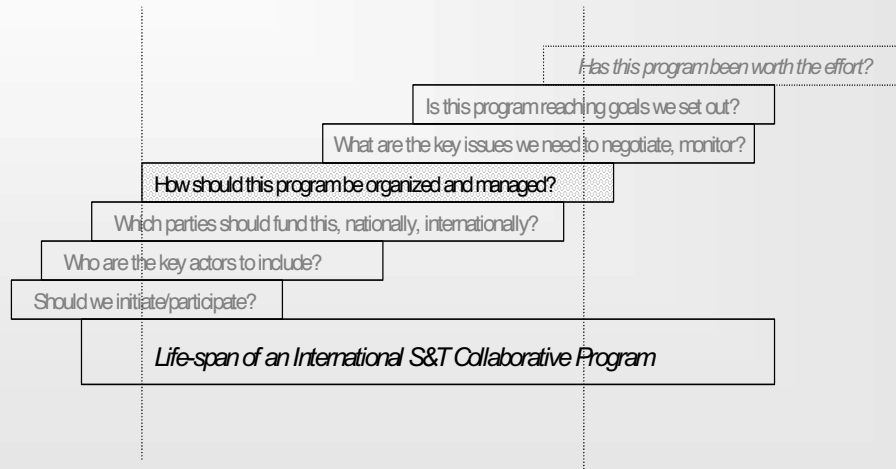 Has this program been worth the effort?
Is this program reaching goals we set out?
What are the key issues we need to negotiate, monitor?
How should this program be organized and managed?
Which parties should fund this, nationally, internationally?
Who are the key actors to include?
Should we initiate/participate?
Life-span of an International S&T Collaborative Program